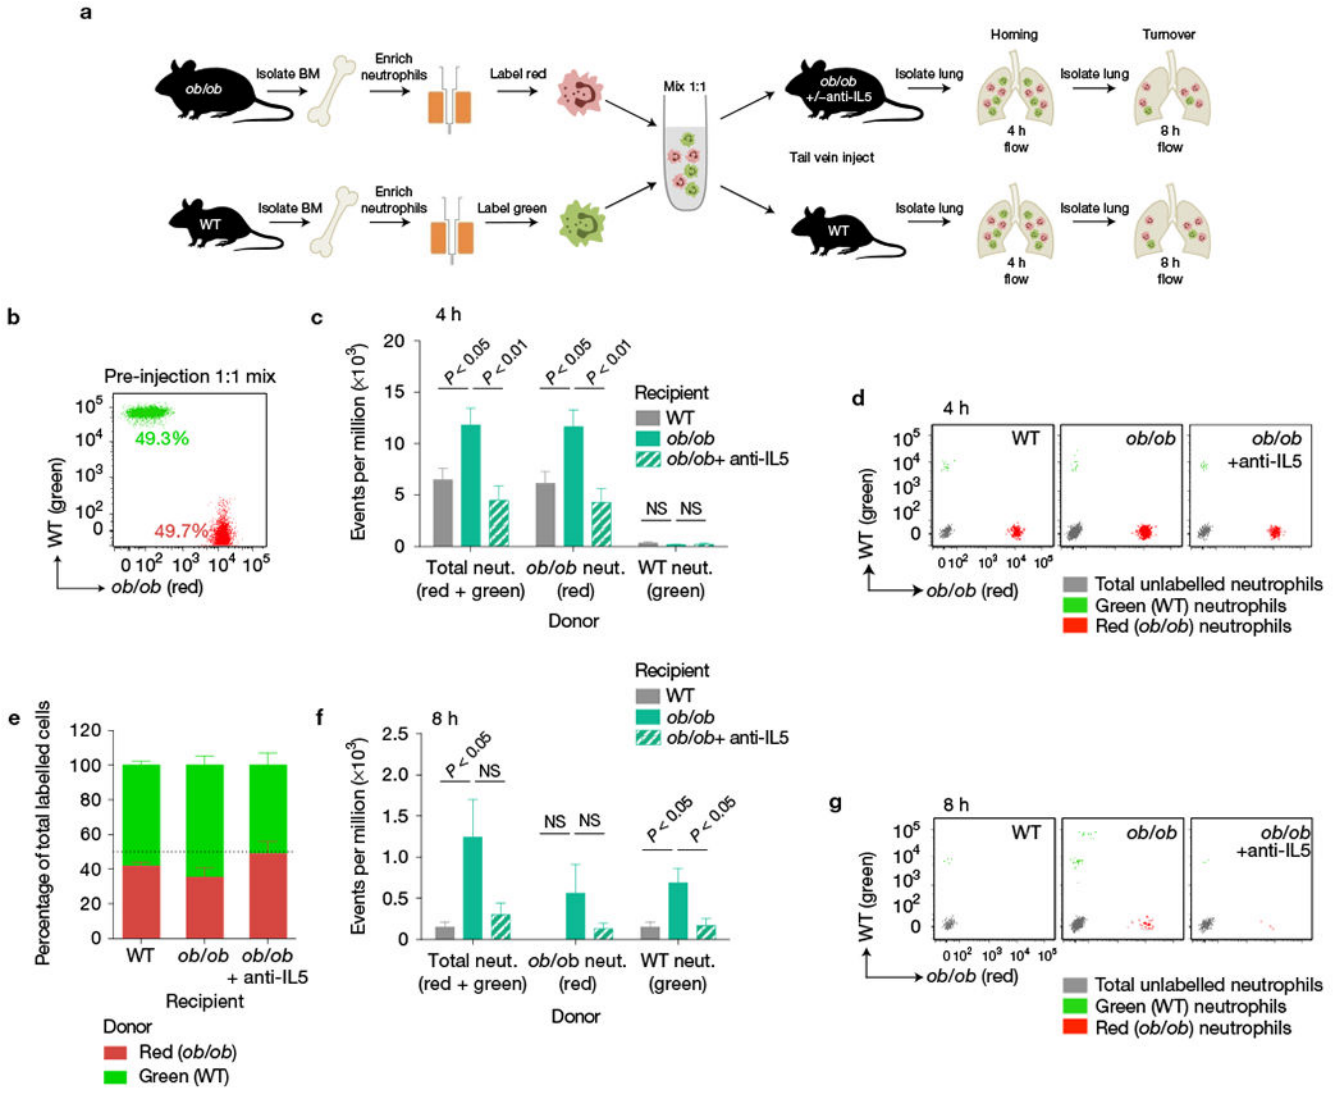 a
Homing
Turnover
ob/ob
Isolate BM
Enrich
neutrophils
Label red
Mix 1:1
ob/ob
+/−anti-IL5
Isolate lung
Isolate lung
4 h
flow
8 h
flow
Tail vein inject
WT
Isolate BM
Enrich
neutrophils
Label green
WT
Isolate lung
Isolate lung
4 h
flow
8 h
flow
b
Pre-injection 1:1 mix
WT (green)
10⁵
10⁴
10³
10²
0
49.3%
49.7%
0 10² 10³ 10⁴ 10⁵
ob/ob (red)
c
4 h
Events per million (×10³)
20
15
10
5
0
P < 0.05
P < 0.01
P < 0.05
P < 0.01
NS
NS
Recipient
WT
ob/ob
ob/ob+ anti-IL5
Total neut.
(red + green)
ob/ob neut.
(red)
WT neut.
(green)
Donor
d
4 h
WT (green)
10⁵
10⁴
10³
10²
0
WT
ob/ob
ob/ob
+anti-IL5
0 10² 10³ 10⁴ 10⁵
ob/ob (red)
Total unlabelled neutrophils
Green (WT) neutrophils
Red (ob/ob) neutrophils
e
Percentage of total labelled cells
120
100
80
60
40
20
0
WT
ob/ob
ob/ob
+ anti-IL5
Recipient
Donor
Red (ob/ob)
Green (WT)
f
8 h
Recipient
WT
ob/ob
ob/ob+ anti-IL5
Events per million (×10³)
2.5
2.0
1.5
1.0
0.5
0
P < 0.05
NS
NS
NS
P < 0.05
P < 0.05
Total neut.
(red + green)
ob/ob neut.
(red)
WT neut.
(green)
Donor
g
8 h
WT (green)
10⁵
10⁴
10³
10²
0
WT
ob/ob
ob/ob
+anti-IL5
0 10² 10³ 10⁴ 10⁵
ob/ob (red)
Total unlabelled neutrophils
Green (WT) neutrophils
Red (ob/ob) neutrophils